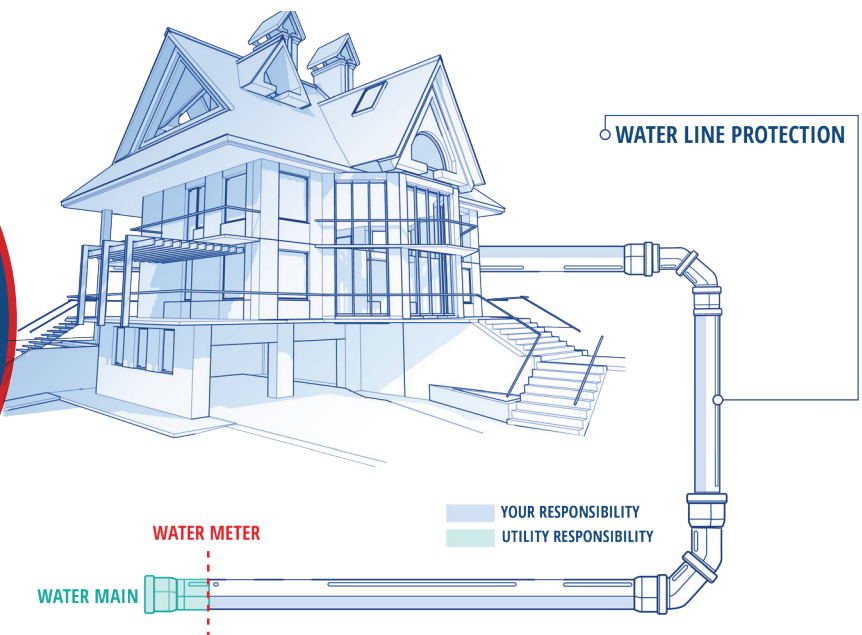 WATER LINE PROTECTION
YOUR RESPONSIBILITY
UTILITY RESPONSIBILITY
WATER METER
WATER MAIN